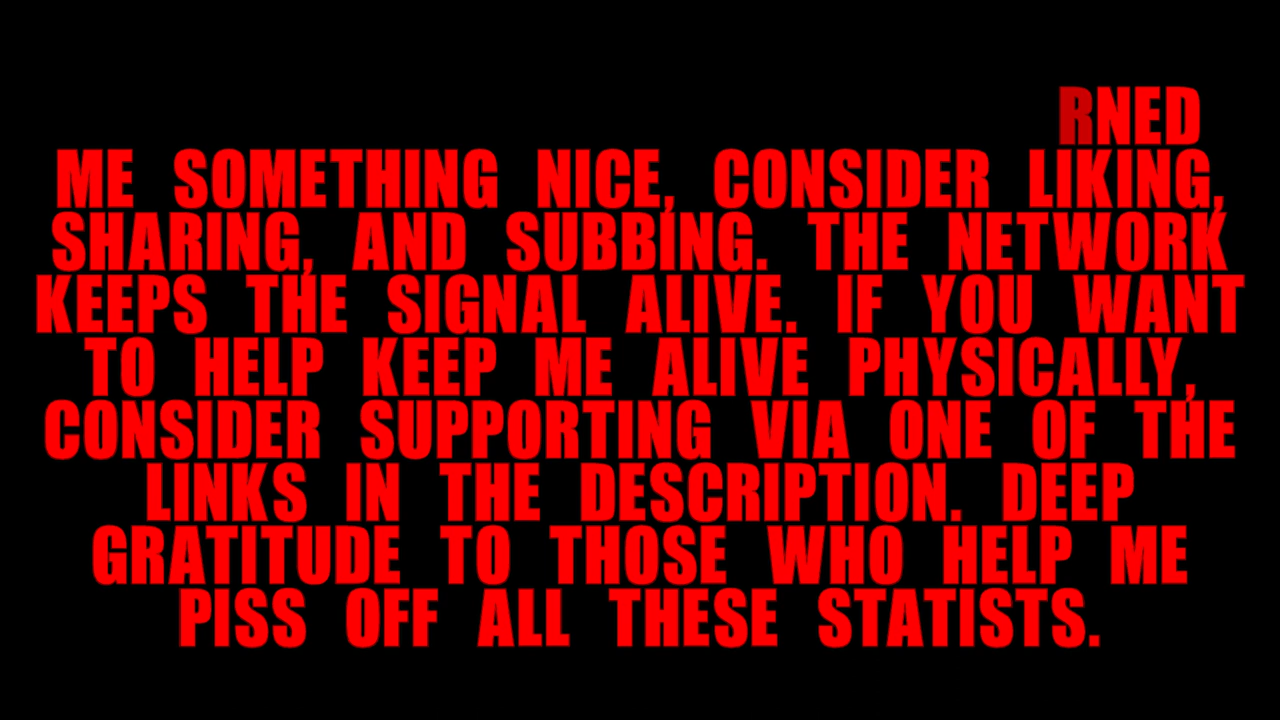 RNED
ME SOMETHING NICE, CONSIDER LIKING,
SHARING, AND SUBBING. THE NETWORK
KEEPS THE SIGNAL ALIVE. IF YOU WANT
TO HELP KEEP ME ALIVE PHYSICALLY,
CONSIDER SUPPORTING VIA ONE OF THE
LINKS IN THE DESCRIPTION. DEEP
GRATITUDE TO THOSE WHO HELP ME
PISS OFF ALL THESE STATISTS.